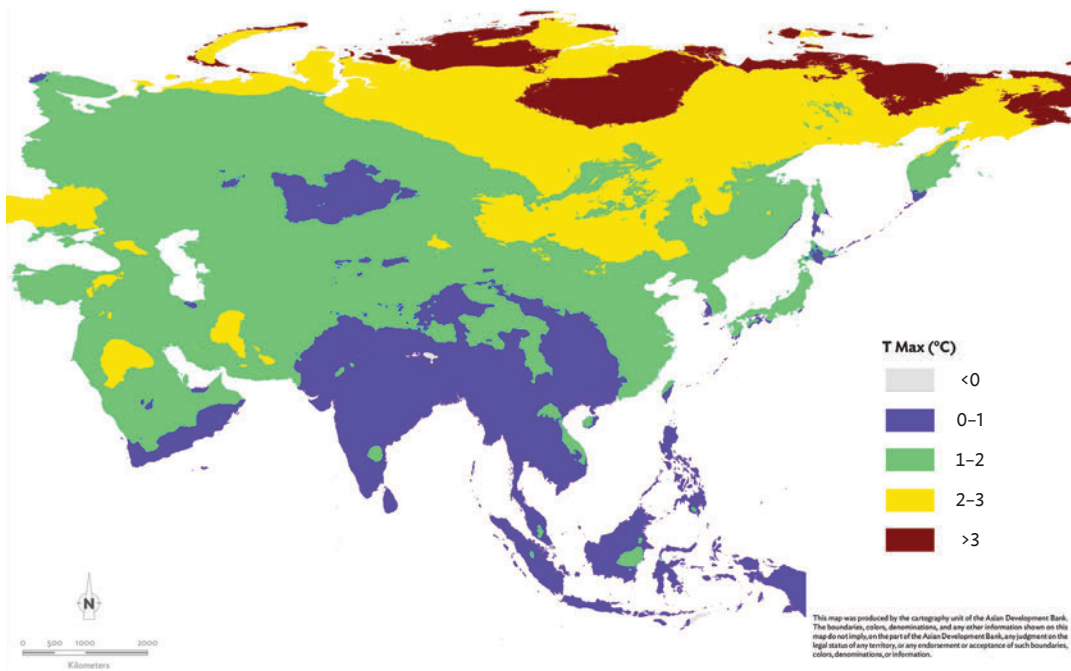 T Max (°C)
<0
0–1
1–2
2–3
>3
N
0 500 1000 2000
Kilometers
This map was produced by the cartography unit of the Asian Development Bank.
The boundaries, colors, denominations, and any other information shown on this
map do not imply, on the part of the Asian Development Bank, any judgment on the
legal status of any territory, or any endorsement or acceptance of such boundaries,
colors, denominations, or information.